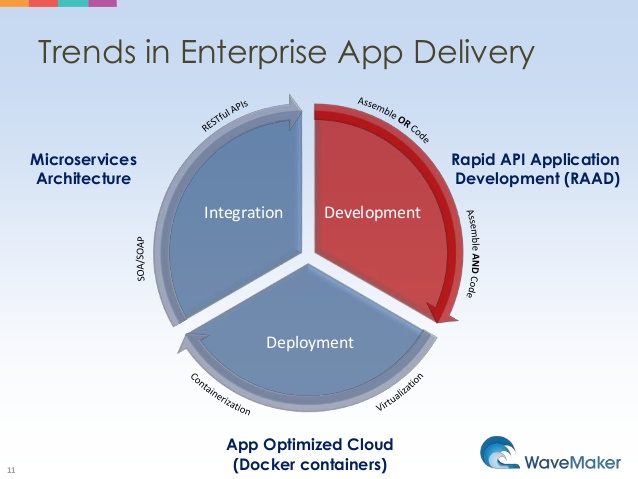 Trends in Enterprise App Delivery
RESTful APIs
Assemble OR Code
Microservices
Architecture
Rapid API Application
Development (RAAD)
Integration
Development
SOA/SOAP
Assemble AND Code
Deployment
Containerization
Virtualization
App Optimized Cloud
(Docker containers)
WaveMaker
11